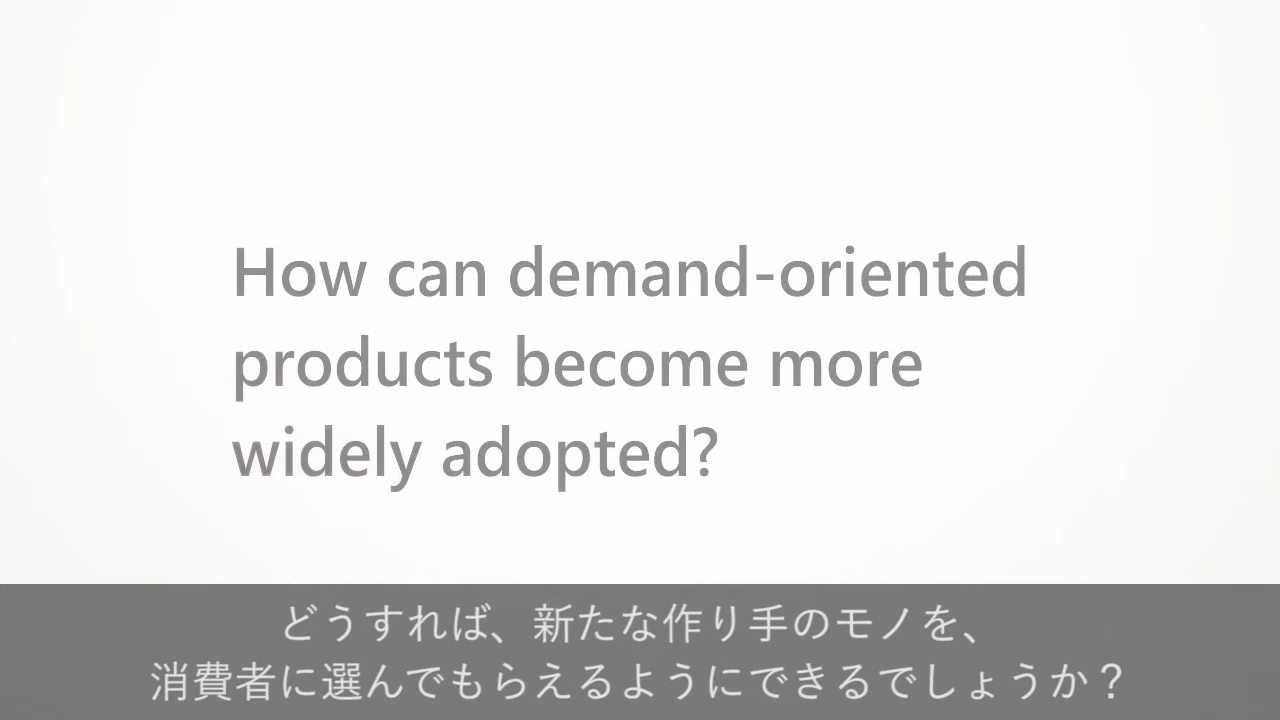 How can demand-oriented
products become more
widely adopted?
どうすれば、新たな作り手のモノを、
消費者に選んでもらえるようにできるでしょうか？